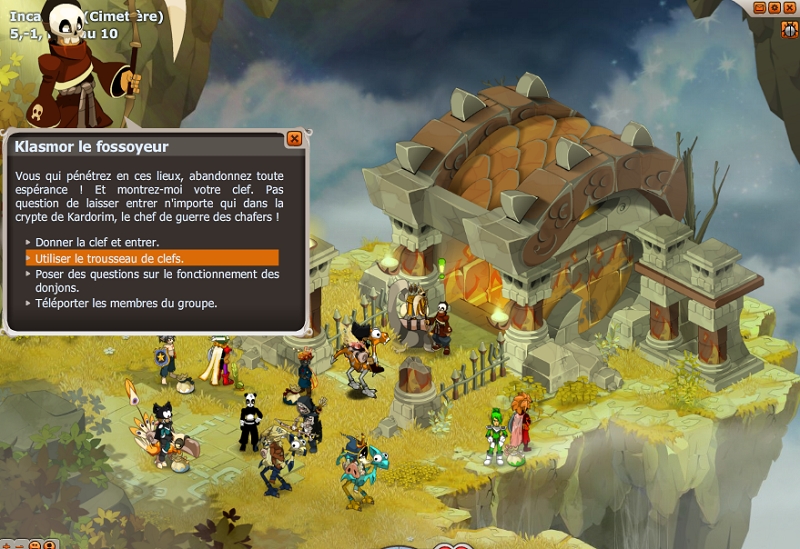 (Cimetière)
5,-1, 10
Klasmor le fossoyeur
Vous qui pénétrez en ces lieux, abandonnez toute
espérance ! Et montrez-moi votre clef. Pas
question de laisser entrer n'importe qui dans la
crypte de Kardorim, le chef de guerre des chafers !
Donner la clef et entrer.
Utiliser le trousseau de clefs.
Poser des questions sur le fonctionnement des
donjons.
Téléporter les membres du groupe.